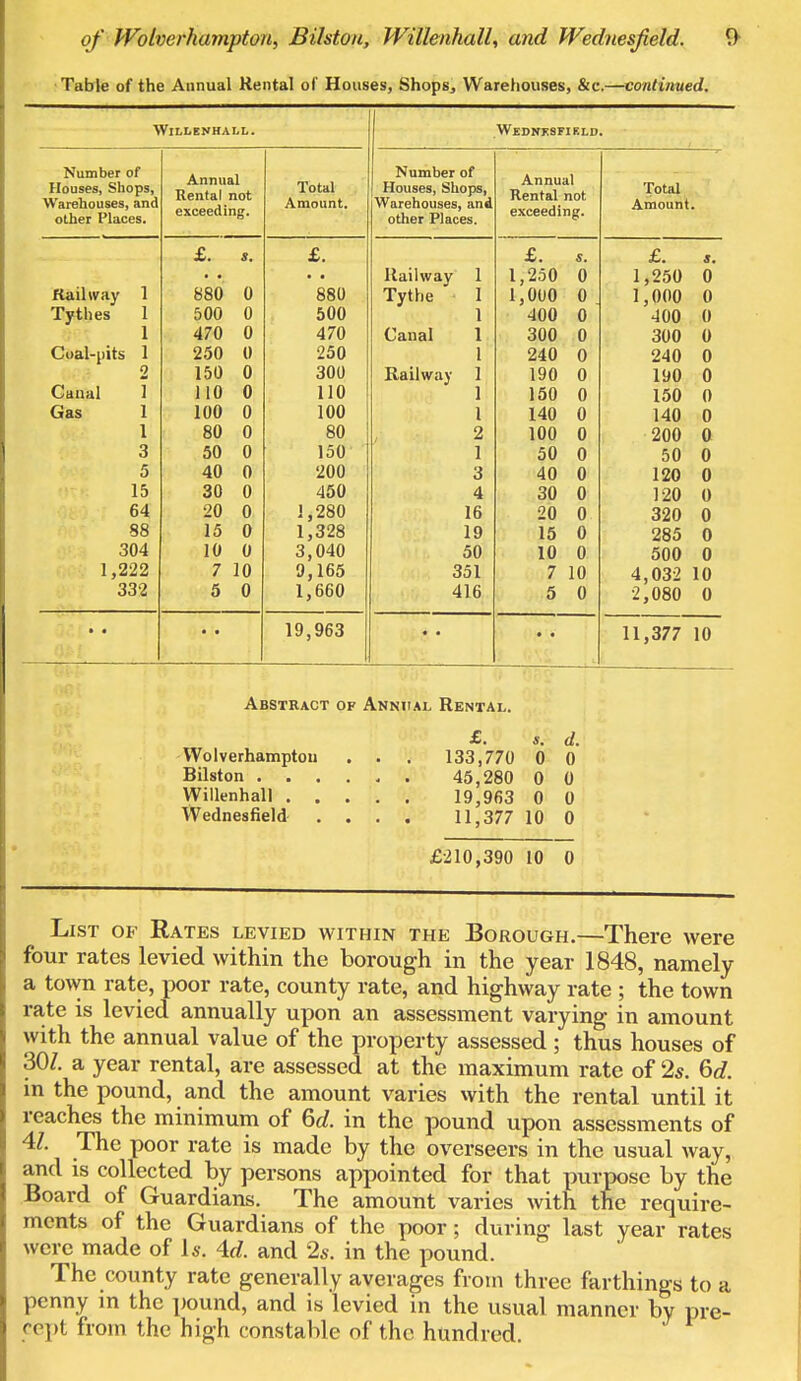 of Wolverhampton, Bilston, Willenhall, and Wednesfield. 9
Table of the Annual Rental of Houses, Shops, Warehouses, &c.—continued.
WILLENHALL. WEDNESFIELD.
Number of Houses, Shops, Warehouses, and other Places. Annual Rental not exceeding. Total Amount. Number of Houses, Shops, Warehouses, and other Places. Annual Rental not exceeding. Total Amount.
£. s. £. £. s. £. s.
. . . . Railway 1 1,250 0 1,250 0
Railway 1 880 0 880 Tythe 1 1,000 0 1,000 0
Tythes 1 500 0 500 1 400 0 400 0
1 470 0 470 Canal 1 300 0 300 0
Coal-pits 1 250 0 250 1 240 0 240 0
2 150 0 300 Railway 1 190 0 190 0
Canal 1 110 0 110 1 150 0 150 0
Gas 1 100 0 100 1 140 0 140 0
1 80 0 80 2 100 0 200 0
3 50 0 150 1 50 0 50 0
5 40 0 200 3 40 0 120 0
15 30 0 450 4 30 0 120 0
64 20 0 1,280 16 20 0 320 0
88 15 0 1,328 19 15 0 285 0
304 10 0 3,040 50 10 0 500 0
1,222 7 10 9,165 351 7 10 4,032 10
332 5 0 1,660 416 5 0 2,080 0
. . . . 19,963 . . . . 11,377 10
ABSTRACT OF ANNUAL RENTAL.
£. s. d.
Wolverhampton . . . 133,770 0 0
Bilston . . . . . . 45,280 0 0
Willenhall . . . . . 19,963 0 0
Wednesfield . . . . 11,377 10 0
£210,390 10 0
LIST OF RATES LEVIED WITHIN THE BOROUGH.—There were
four rates levied within the borough in the year 1848, namely
a town rate, poor rate, county rate, and highway rate ; the town
rate is levied annually upon an assessment varying in amount
with the annual value of the property assessed ; thus houses of
30l. a year rental, are assessed at the maximum rate of 2s. 6d.
in the pound, and the amount varies with the rental until it
reaches the minimum of 6d. in the pound upon assessments of
4l. The poor rate is made by the overseers in the usual way,
and is collected by persons appointed for that purpose by the
Board of Guardians. The amount varies with the require-
ments of the Guardians of the poor ; during last year rates
were made of 1s. 4d. and 2s. in the pound.
The county rate generally averages from three farthings to a
penny in the pound, and is levied in the usual manner by pre-
cept from the high constable of the hundred.